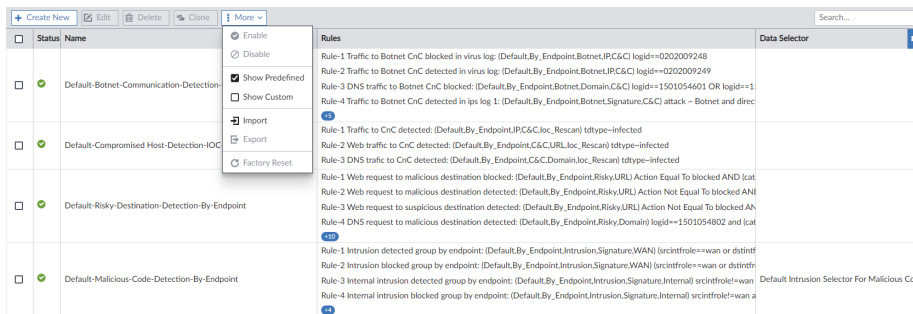 + Create New Edit Delete Clone More Search...
Status Name Rules Data Selector
Enable
Disable
Show Predefined
Show Custom
Import
Export
Factory Reset
Default-Botnet-Communication-Detection-
Rule-1 Traffic to Botnet CnC blocked in virus log: (Default,By_Endpoint,Botnet,IP,C&C) logid==0202009248
Rule-2 Traffic to Botnet CnC detected in virus log: (Default,By_Endpoint,Botnet,IP,C&C) logid==0202009249
Rule-3 DNS traffic to Botnet CnC blocked: (Default,By_Endpoint,Botnet,Domain,C&C) logid==1501054601 OR logid==1
Rule-4 Traffic to Botnet CnC detected in ips log 1: (Default,By_Endpoint,Botnet,Signature,C&C) attack ~ Botnet and direc
+5
Default-Compromised Host-Detection-IOC
Rule-1 Traffic to CnC detected: (Default,By_Endpoint,IP,C&C,Ioc_Rescan) tdtype~infected
Rule-2 Web traffic to CnC detected: (Default,By_Endpoint,C&C,URL,Ioc_Rescan) tdtype~infected
Rule-3 DNS trafic to CnC detected: (Default,By_Endpoint,C&C,Domain,Ioc_Rescan) tdtype~infected
Default-Risky-Destination-Detection-By-Endpoint
Rule-1 Web request to malicious destination blocked: (Default,By_Endpoint,Risky,URL) Action Equal To blocked AND (cat
Rule-2 Web request to malicious destination detected: (Default,By_Endpoint,Risky,URL) Action Not Equal To blocked AN
Rule-3 Web request to suspicious destination detected: (Default,By_Endpoint,Risky,URL) Action Not Equal To blocked AN
Rule-4 DNS request to malicious destination detected: (Default,By_Endpoint,Risky,Domain) logid==1501054802 and (cat
+10
Default-Malicious-Code-Detection-By-Endpoint
Rule-1 Intrusion detected group by endpoint: (Default,By_Endpoint,Intrusion,Signature,WAN) (srcintfrole==wan or dstintf
Rule-2 Intrusion blocked group by endpoint: (Default,By_Endpoint,Intrusion,Signature,WAN) (srcintfrole==wan or dstintfr
Rule-3 Internal intrusion detected group by endpoint: (Default,By_Endpoint,Intrusion,Signature,Internal) srcintfrole!=wan
Rule-4 Internal intrusion blocked group by endpoint: (Default,By_Endpoint,Intrusion,Signature,Internal) srcintfrole!=wan a
+4
Default Intrusion Selector For Malicious Co